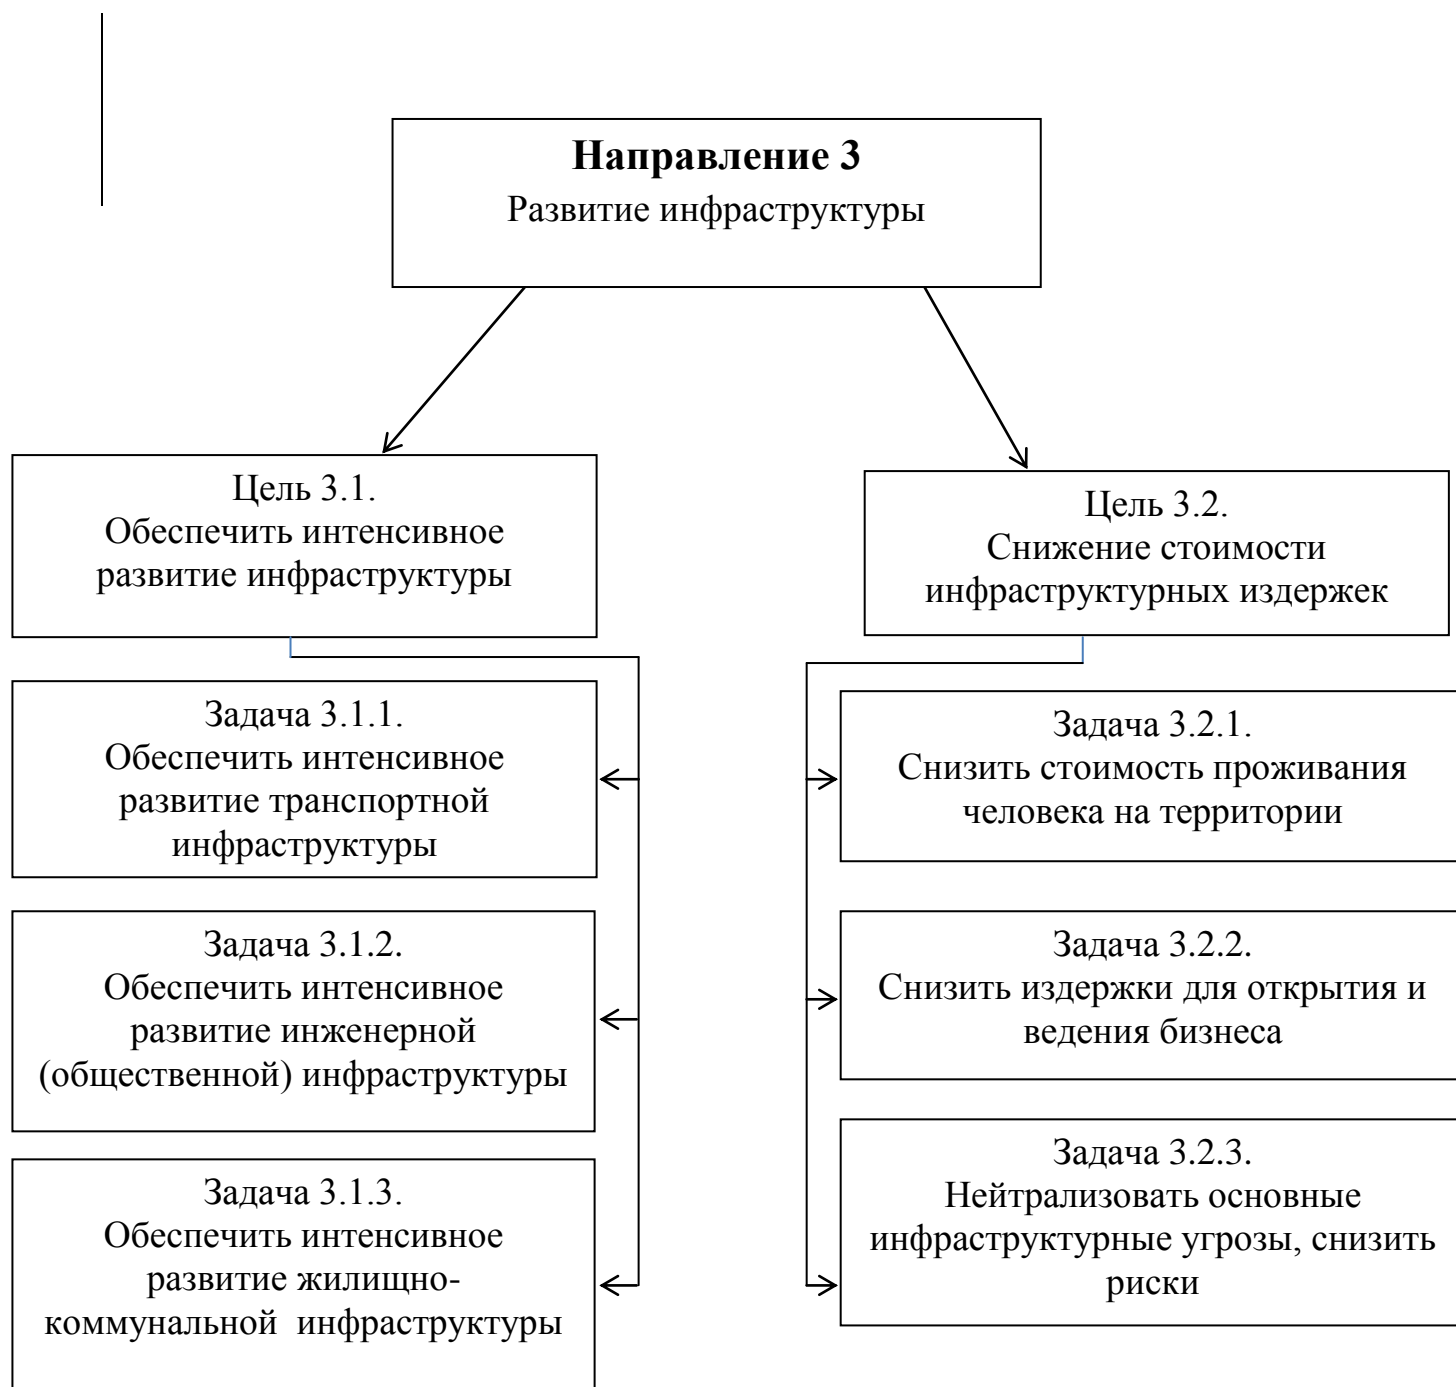 Направление 3
Развитие инфраструктуры
Цель 3.1.
Обеспечить интенсивное
развитие инфраструктуры
Задача 3.1.1.
Обеспечить интенсивное
развитие транспортной
инфраструктуры
Задача 3.1.2.
Обеспечить интенсивное
развитие инженерной
(общественной) инфраструктуры
Задача 3.1.3.
Обеспечить интенсивное
развитие жилищно-
коммунальной инфраструктуры
Цель 3.2.
Снижение стоимости
инфраструктурных издержек
Задача 3.2.1.
Снизить стоимость проживания
человека на территории
Задача 3.2.2.
Снизить издержки для открытия и
ведения бизнеса
Задача 3.2.3.
Нейтрализовать основные
инфраструктурные угрозы, снизить
риски